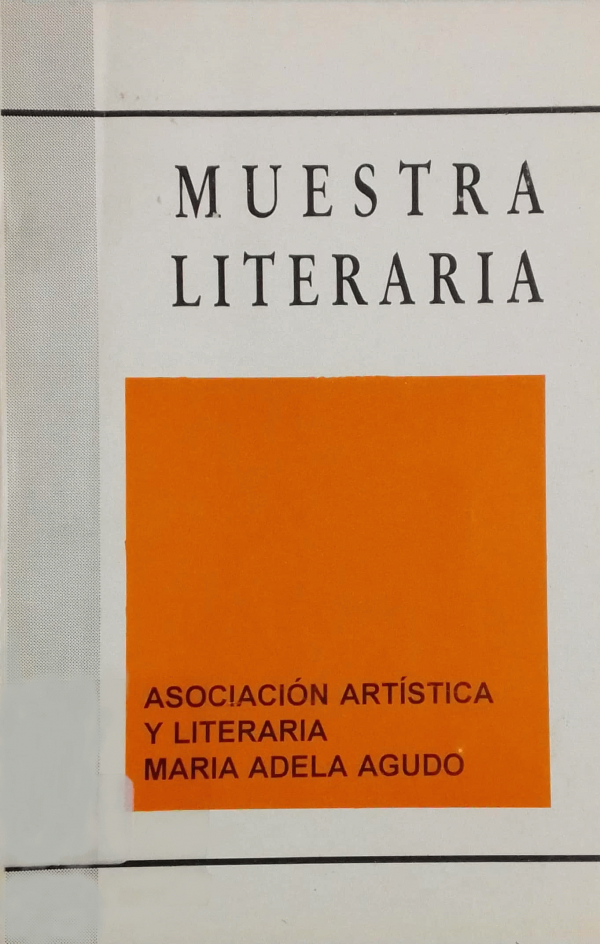 MUESTRA
LITERARIA
ASOCIACIÓN ARTÍSTICA
Y LITERARIA
MARIA ADELA AGUDO